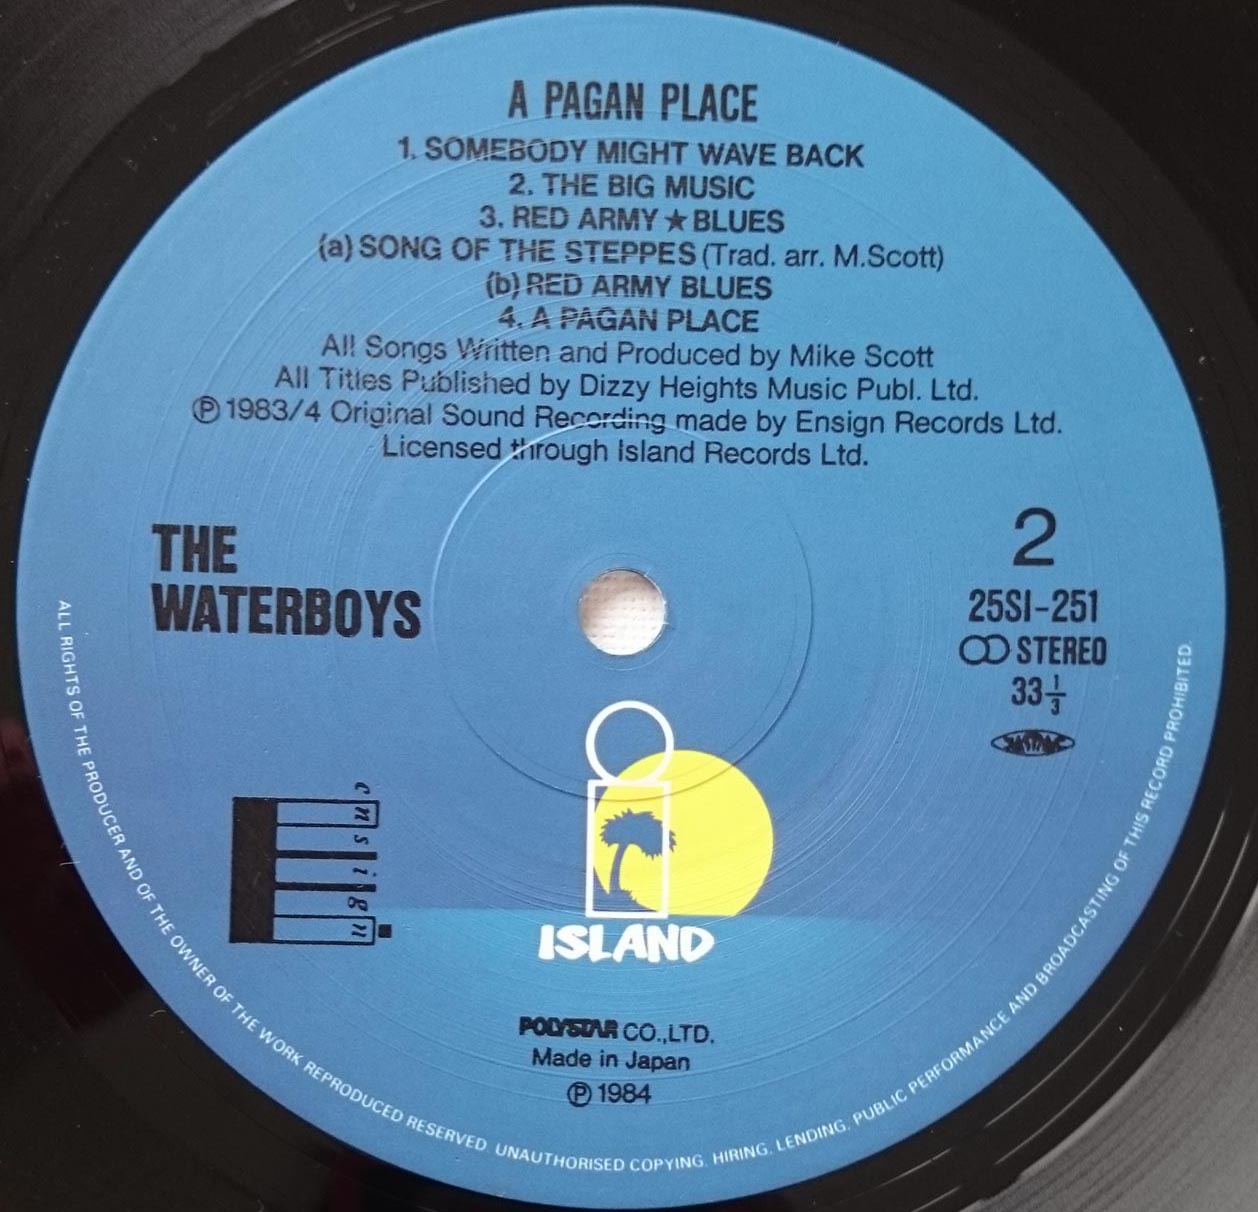 A PAGAN PLACE
1. SOMEBODY MIGHT WAVE BACK
2. THE BIG MUSIC
3. RED ARMY ★ BLUES
(a) SONG OF THE STEPPES (Trad. arr. M.Scott)
(b) RED ARMY BLUES
4. A PAGAN PLACE
All Songs Written and Produced by Mike Scott
All Titles Published by Dizzy Heights Music Publ. Ltd.
Ⓟ 1983/4 Original Sound Recording made by Ensign Records Ltd.
Licensed through Island Records Ltd.
THE
WATERBOYS
2
25SI-251
STEREO
33 1/3
ensign
ISLAND
POLYSTAR CO.,LTD.
Made in Japan
Ⓟ 1984
ALL RIGHTS OF THE PRODUCER AND OF THE OWNER OF THE WORK REPRODUCED RESERVED. UNAUTHORISED COPYING. HIRING. LENDING. PUBLIC PERFORMANCE AND BROADCASTING OF THIS RECORD PROHIBITED.